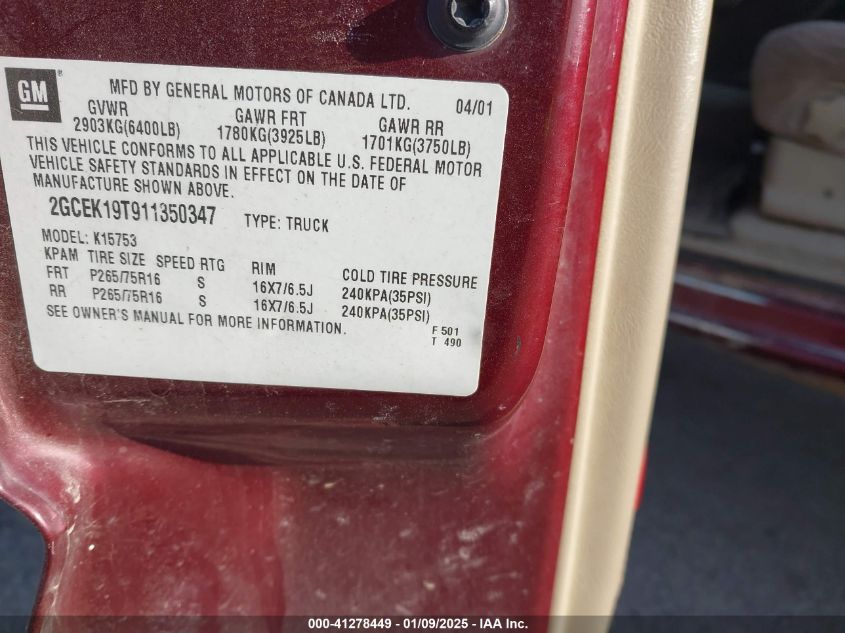 GM ®
MFD BY GENERAL MOTORS OF CANADA LTD. 04/01
GVWR GAWR FRT GAWR RR
2903KG(6400LB) 1780KG(3925LB) 1701KG(3750LB)
THIS VEHICLE CONFORMS TO ALL APPLICABLE U.S. FEDERAL MOTOR
VEHICLE SAFETY STANDARDS IN EFFECT ON THE DATE OF
MANUFACTURE SHOWN ABOVE.
2GCEK19T911350347 TYPE: TRUCK
MODEL: K15753
KPAM TIRE SIZE SPEED RTG RIM COLD TIRE PRESSURE
FRT P265/75R16 S 16X7/6.5J 240KPA(35PSI)
RR P265/75R16 S 16X7/6.5J 240KPA(35PSI)
SEE OWNER'S MANUAL FOR MORE INFORMATION.
F 501
T 490
000-41278449 - 01/09/2025 - IAA Inc.